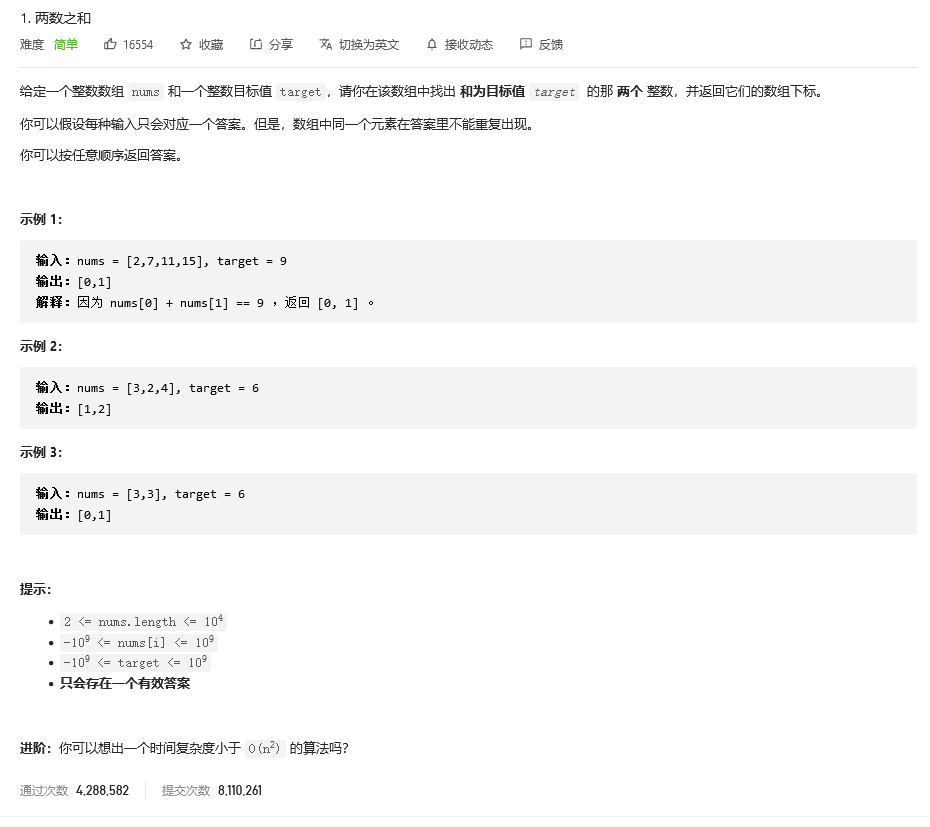 1. 两数之和
难度 简单 16554 收藏 分享 切换为英文 接收动态 反馈
给定一个整数数组 nums 和一个整数目标值 target，请你在该数组中找出 和为目标值 target 的那 两个 整数，并返回它们的数组下标。
你可以假设每种输入只会对应一个答案。但是，数组中同一个元素在答案里不能重复出现。
你可以按任意顺序返回答案。
示例 1：
输入：nums = [2,7,11,15], target = 9
输出：[0,1]
解释：因为 nums[0] + nums[1] == 9 ，返回 [0, 1] 。
示例 2：
输入：nums = [3,2,4], target = 6
输出：[1,2]
示例 3：
输入：nums = [3,3], target = 6
输出：[0,1]
提示：
• 2 <= nums.length <= 10⁴
• -10⁹ <= nums[i] <= 10⁹
• -10⁹ <= target <= 10⁹
• 只会存在一个有效答案
进阶：你可以想出一个时间复杂度小于 O(n²) 的算法吗？
通过次数 4,288,582 提交次数 8,110,261